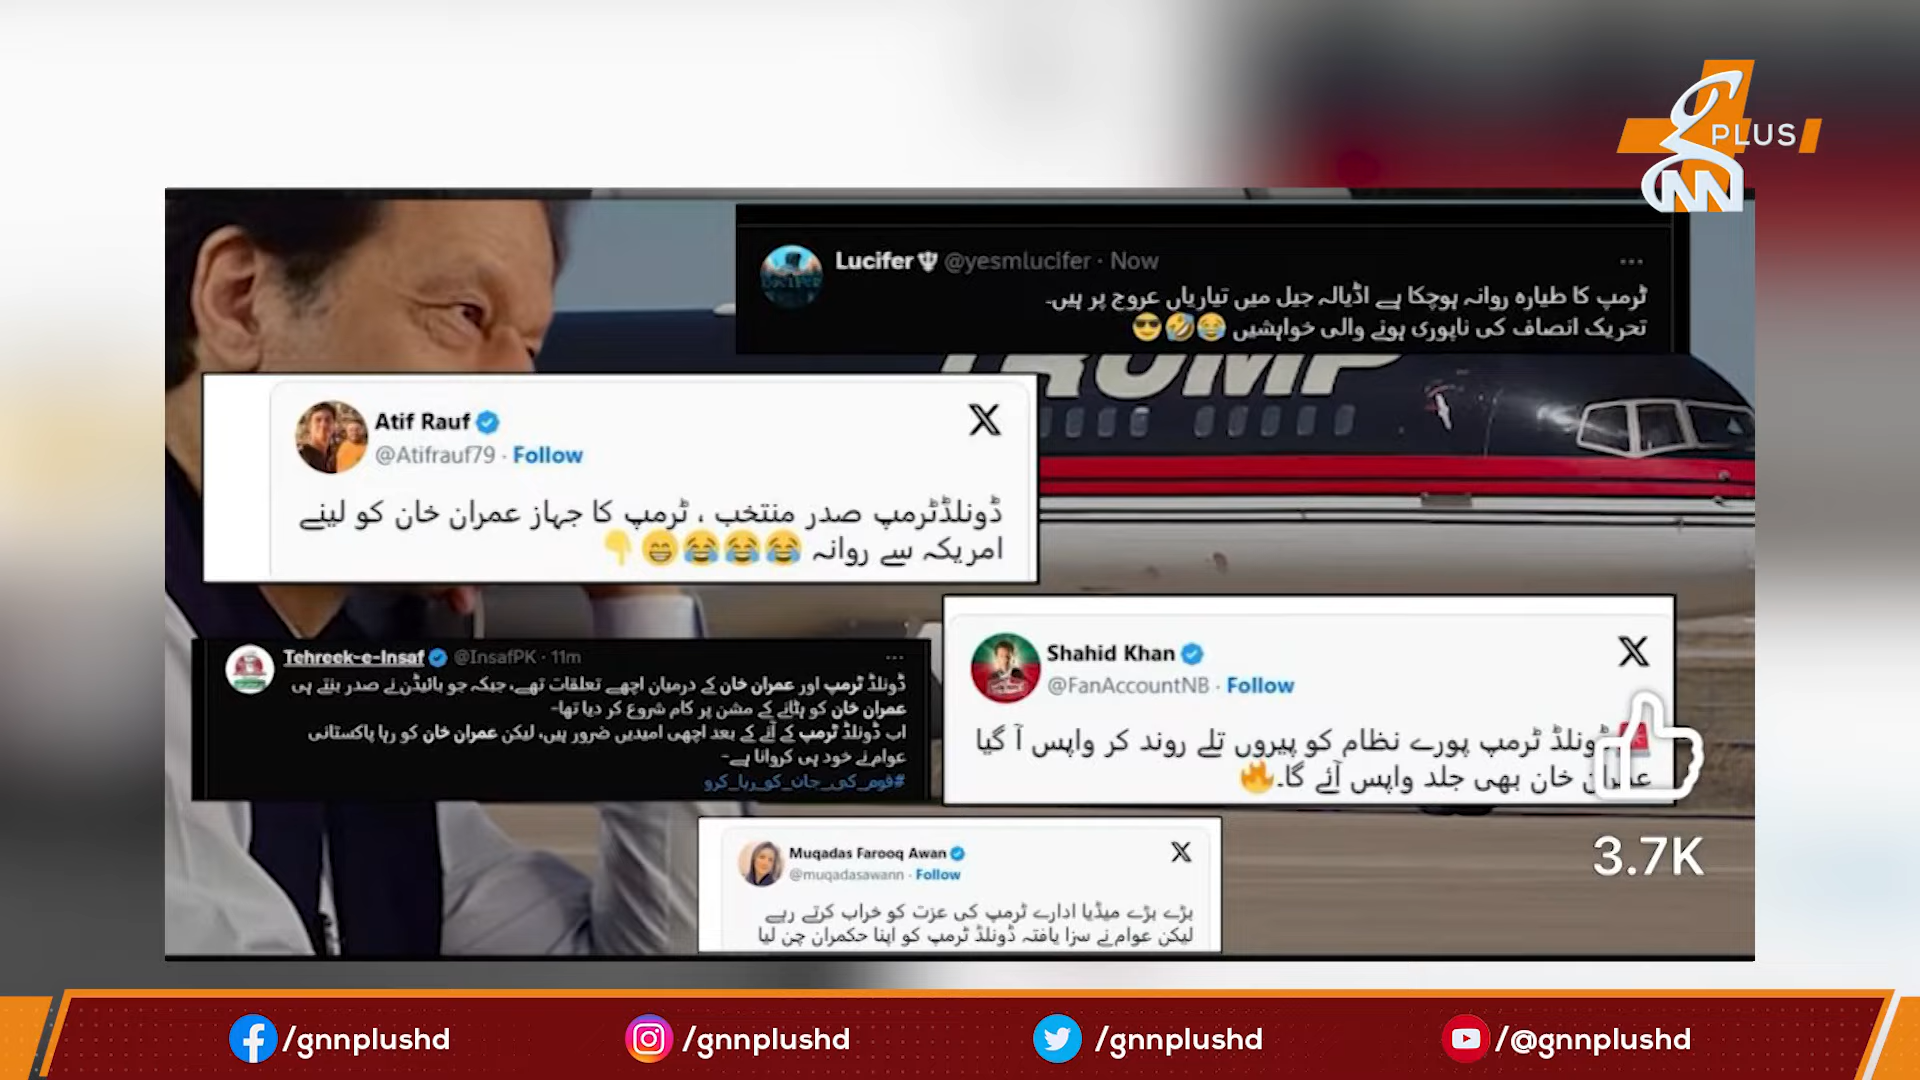 GNN PLUS
Lucifer @yesmlucifer · Now
ٹرمپ کا طیارہ روانہ ہوچکا ہے اڈیالہ جیل میں تیاریاں عروج پر ہیں۔
تحریک انصاف کی ناپوری ہونے والی خواہشیں 😂🤣😎
TRUMP
Atif Rauf
@Atifrauf79 · Follow
ڈونلڈٹرمپ صدر منتخب ، ٹرمپ کا جہاز عمران خان کو لینے
امریکہ سے روانہ 😂😂😂😁👇
Tehreek-e-Insaf @InsafPK · 11m
ڈونلڈ ٹرمپ اور عمران خان کے درمیان اچھے تعلقات تھے، جبکہ جو بائیڈن نے صدر بنتے ہی
عمران خان کو ہٹانے کے مشن پر کام شروع کر دیا تھا-
اب ڈونلڈ ٹرمپ کے آنے کے بعد اچھی امیدیں ضرور ہیں، لیکن عمران خان کو رہا پاکستانی
عوام نے خود ہی کروانا ہے-
#قوم_کی_جان_کو_رہا_کرو
Shahid Khan
@FanAccountNB · Follow
🚨ڈونلڈ ٹرمپ پورے نظام کو پیروں تلے روند کر واپس آ گیا
عمران خان بھی جلد واپس آئے گا۔🔥
3.7K
Muqadas Farooq Awan
@muqadasawann · Follow
بڑے بڑے میڈیا ادارے ٹرمپ کی عزت کو خراب کرتے رہے
لیکن عوام نے سزا یافتہ ڈونلڈ ٹرمپ کو اپنا حکمران چن لیا
/gnnplushd
/gnnplushd
/gnnplushd
/@gnnplushd